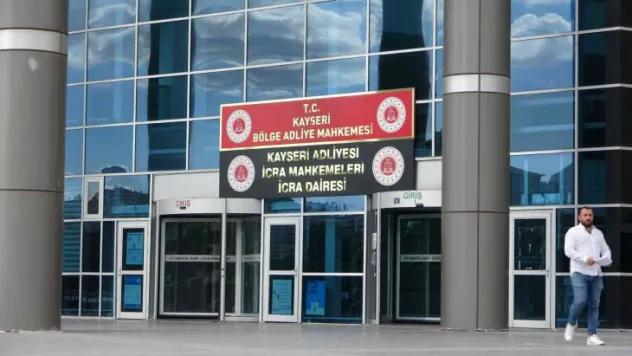 T.C.
KAYSERİ
BÖLGE ADLİYE MAHKEMESİ
KAYSERİ ADLİYESİ
İCRA MAHKEMELERİ
İCRA DAİRESİ
ÇIKIŞ
GİRİŞ